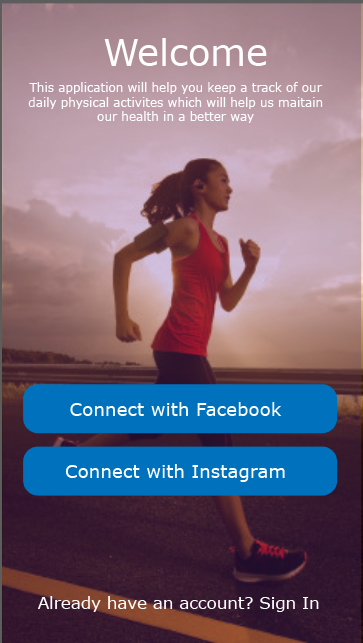 Welcome
This application will help you keep a track of our
daily physical activites which will help us maitain
our health in a better way
Connect with Facebook
Connect with Instagram
Already have an account? Sign In